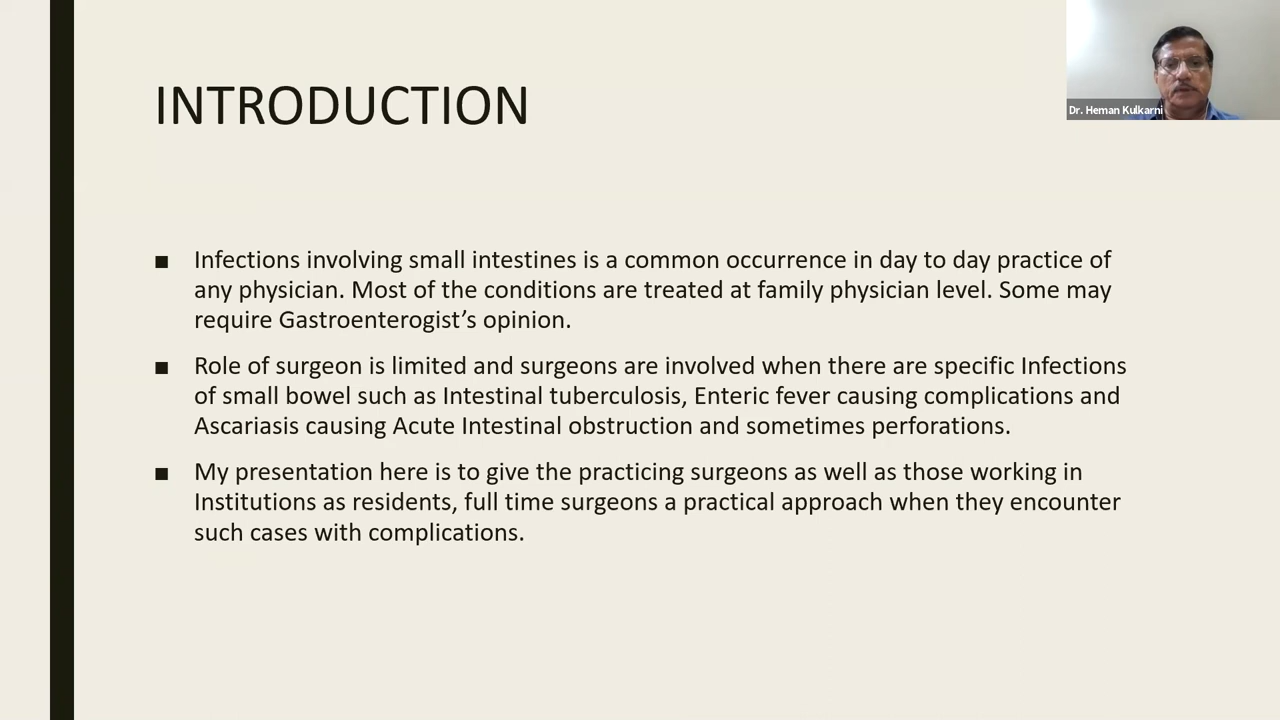 INTRODUCTION
Dr. Heman Kulkarni
■ Infections involving small intestines is a common occurrence in day to day practice of
any physician. Most of the conditions are treated at family physician level. Some may
require Gastroenterogist’s opinion.
■ Role of surgeon is limited and surgeons are involved when there are specific Infections
of small bowel such as Intestinal tuberculosis, Enteric fever causing complications and
Ascariasis causing Acute Intestinal obstruction and sometimes perforations.
■ My presentation here is to give the practicing surgeons as well as those working in
Institutions as residents, full time surgeons a practical approach when they encounter
such cases with complications.